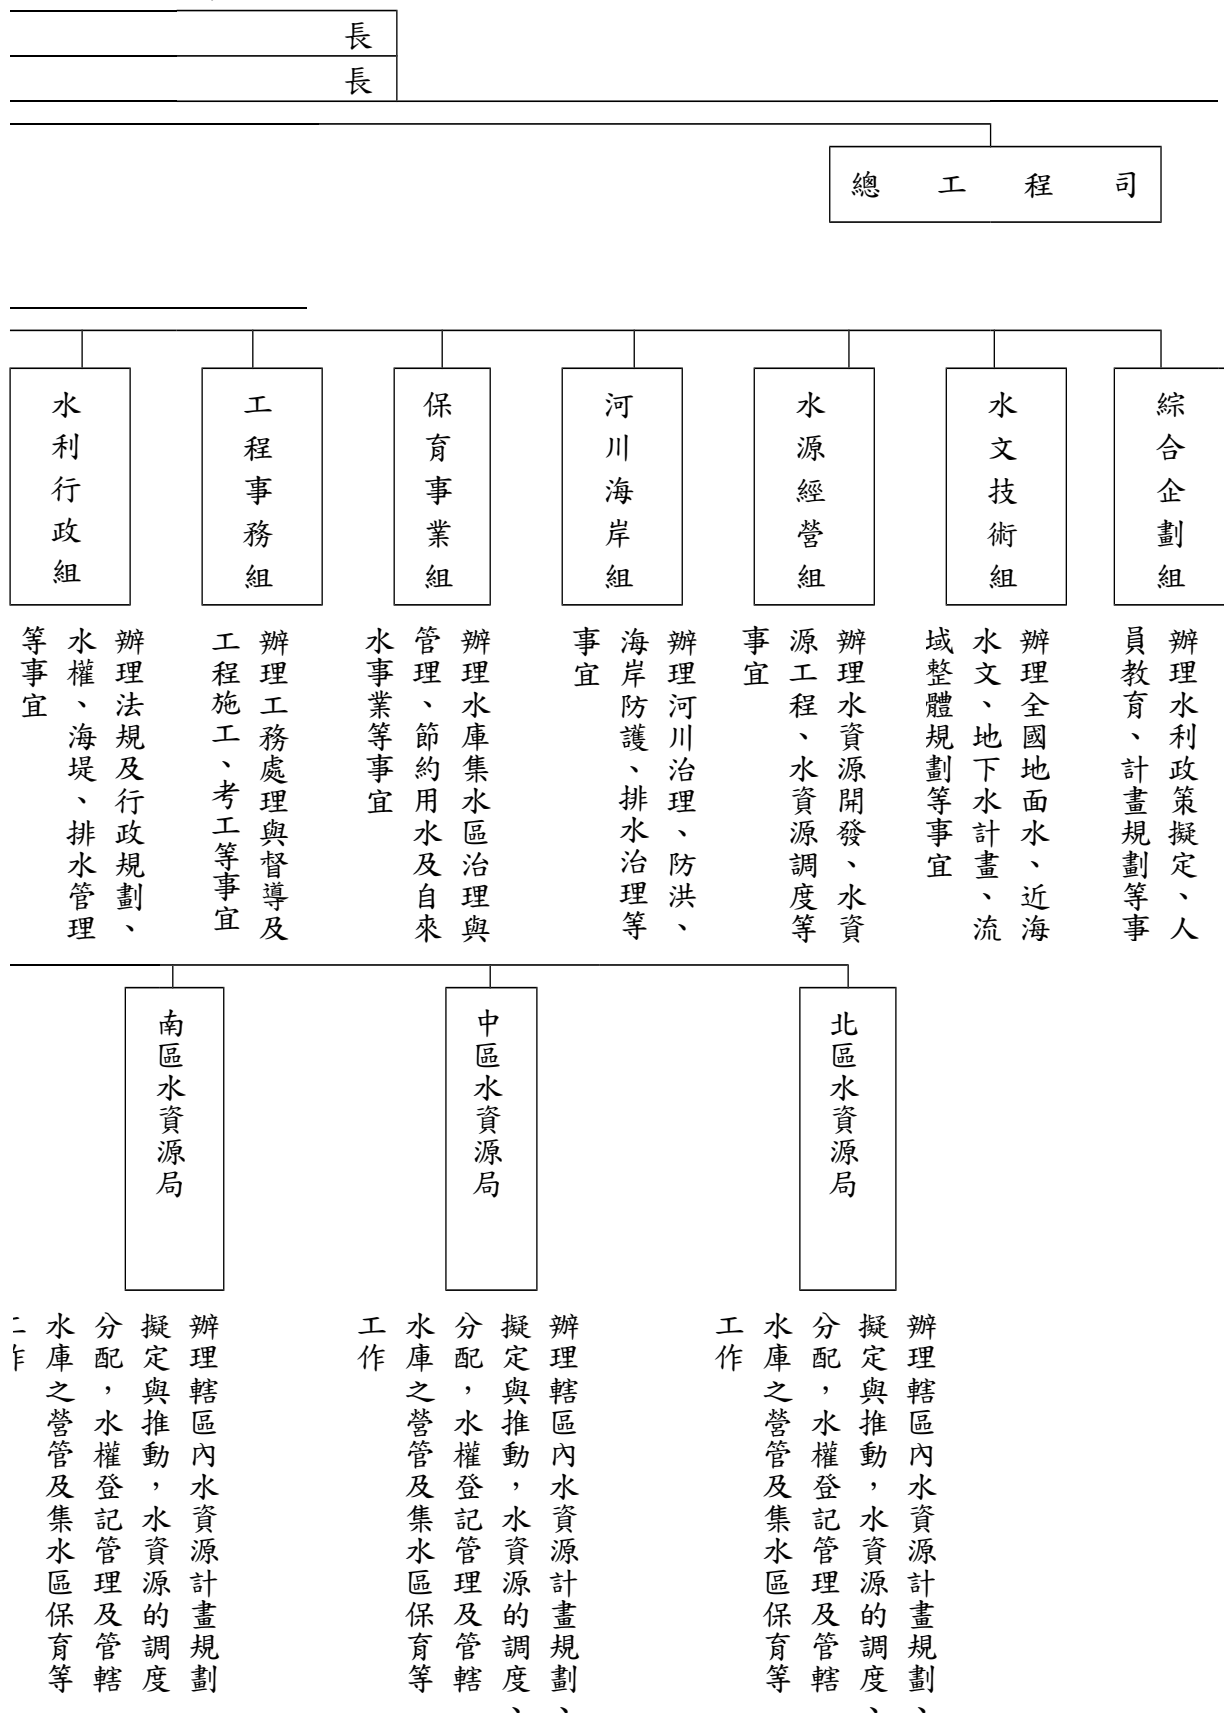 長
長
總工程司
綜合企劃組
辦理水利政策擬定、人
員教育、計畫規劃等事
水文技術組
辦理全國地面水、近海
水文、地下水計畫、流
域整體規劃等事宜
水源經營組
辦理水資源開發、水資
源工程、水資源調度等
事宜
河川海岸組
辦理河川治理、防洪、
海岸防護、排水治理等
事宜
保育事業組
辦理水庫集水區治理與
管理、節約用水及自來
水事業等事宜
工程事務組
辦理工務處理與督導及
工程施工、考工等事宜
水利行政組
辦理法規及行政規劃、
水權、海堤、排水管理
等事宜
北區水資源局
辦理轄區內水資源計畫規劃、
擬定與推動,水資源的調度、
分配,水權登記管理及管轄
水庫之營管及集水區保育等
工作
中區水資源局
辦理轄區內水資源計畫規劃、
擬定與推動,水資源的調度、
分配,水權登記管理及管轄
水庫之營管及集水區保育等
工作
南區水資源局
辦理轄區內水資源計畫規劃
擬定與推動,水資源的調度
分配,水權登記管理及管轄
水庫之營管及集水區保育等
工作